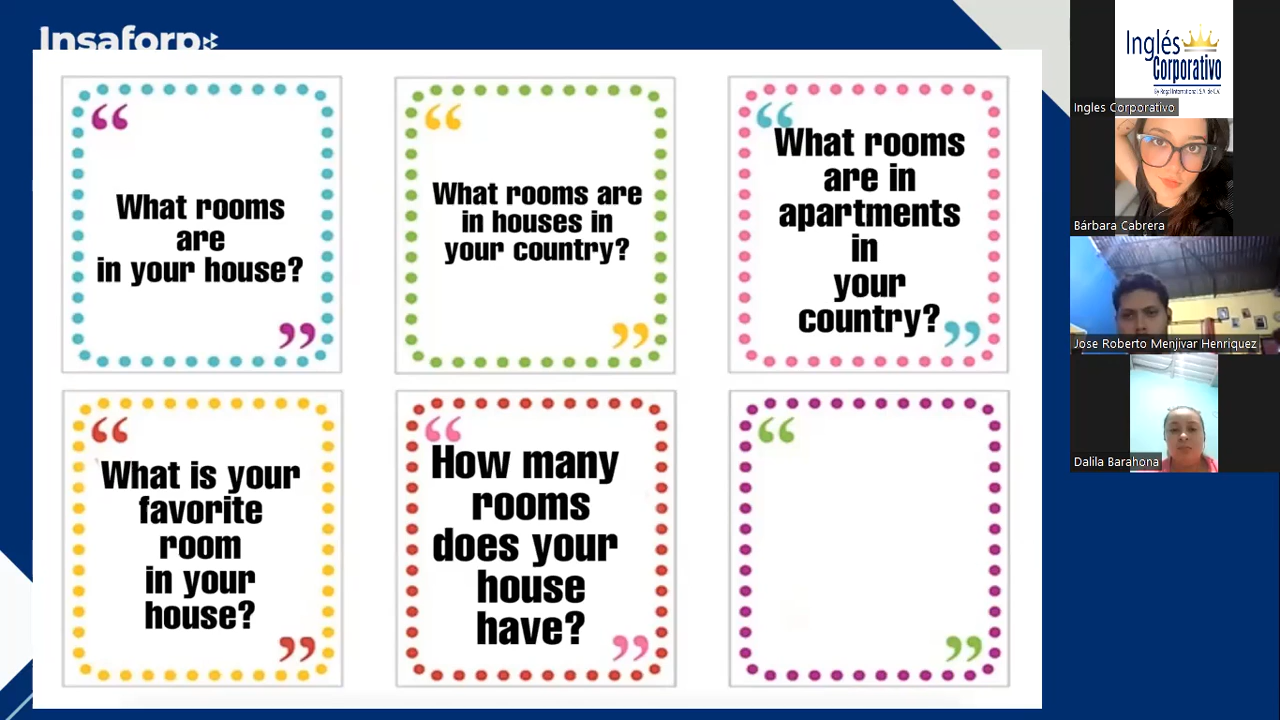 Insaforp
What rooms
are
in your house?
What rooms are
in houses in
your country?
What rooms
are in
apartments
in
your
country?
What is your
favorite
room
in your
house?
How many
rooms
does your
house
have?
Inglés
Corporativo
Ingles Corporativo
Bárbara Cabrera
Jose Roberto Menjivar Henriquez
Dalila Barahona